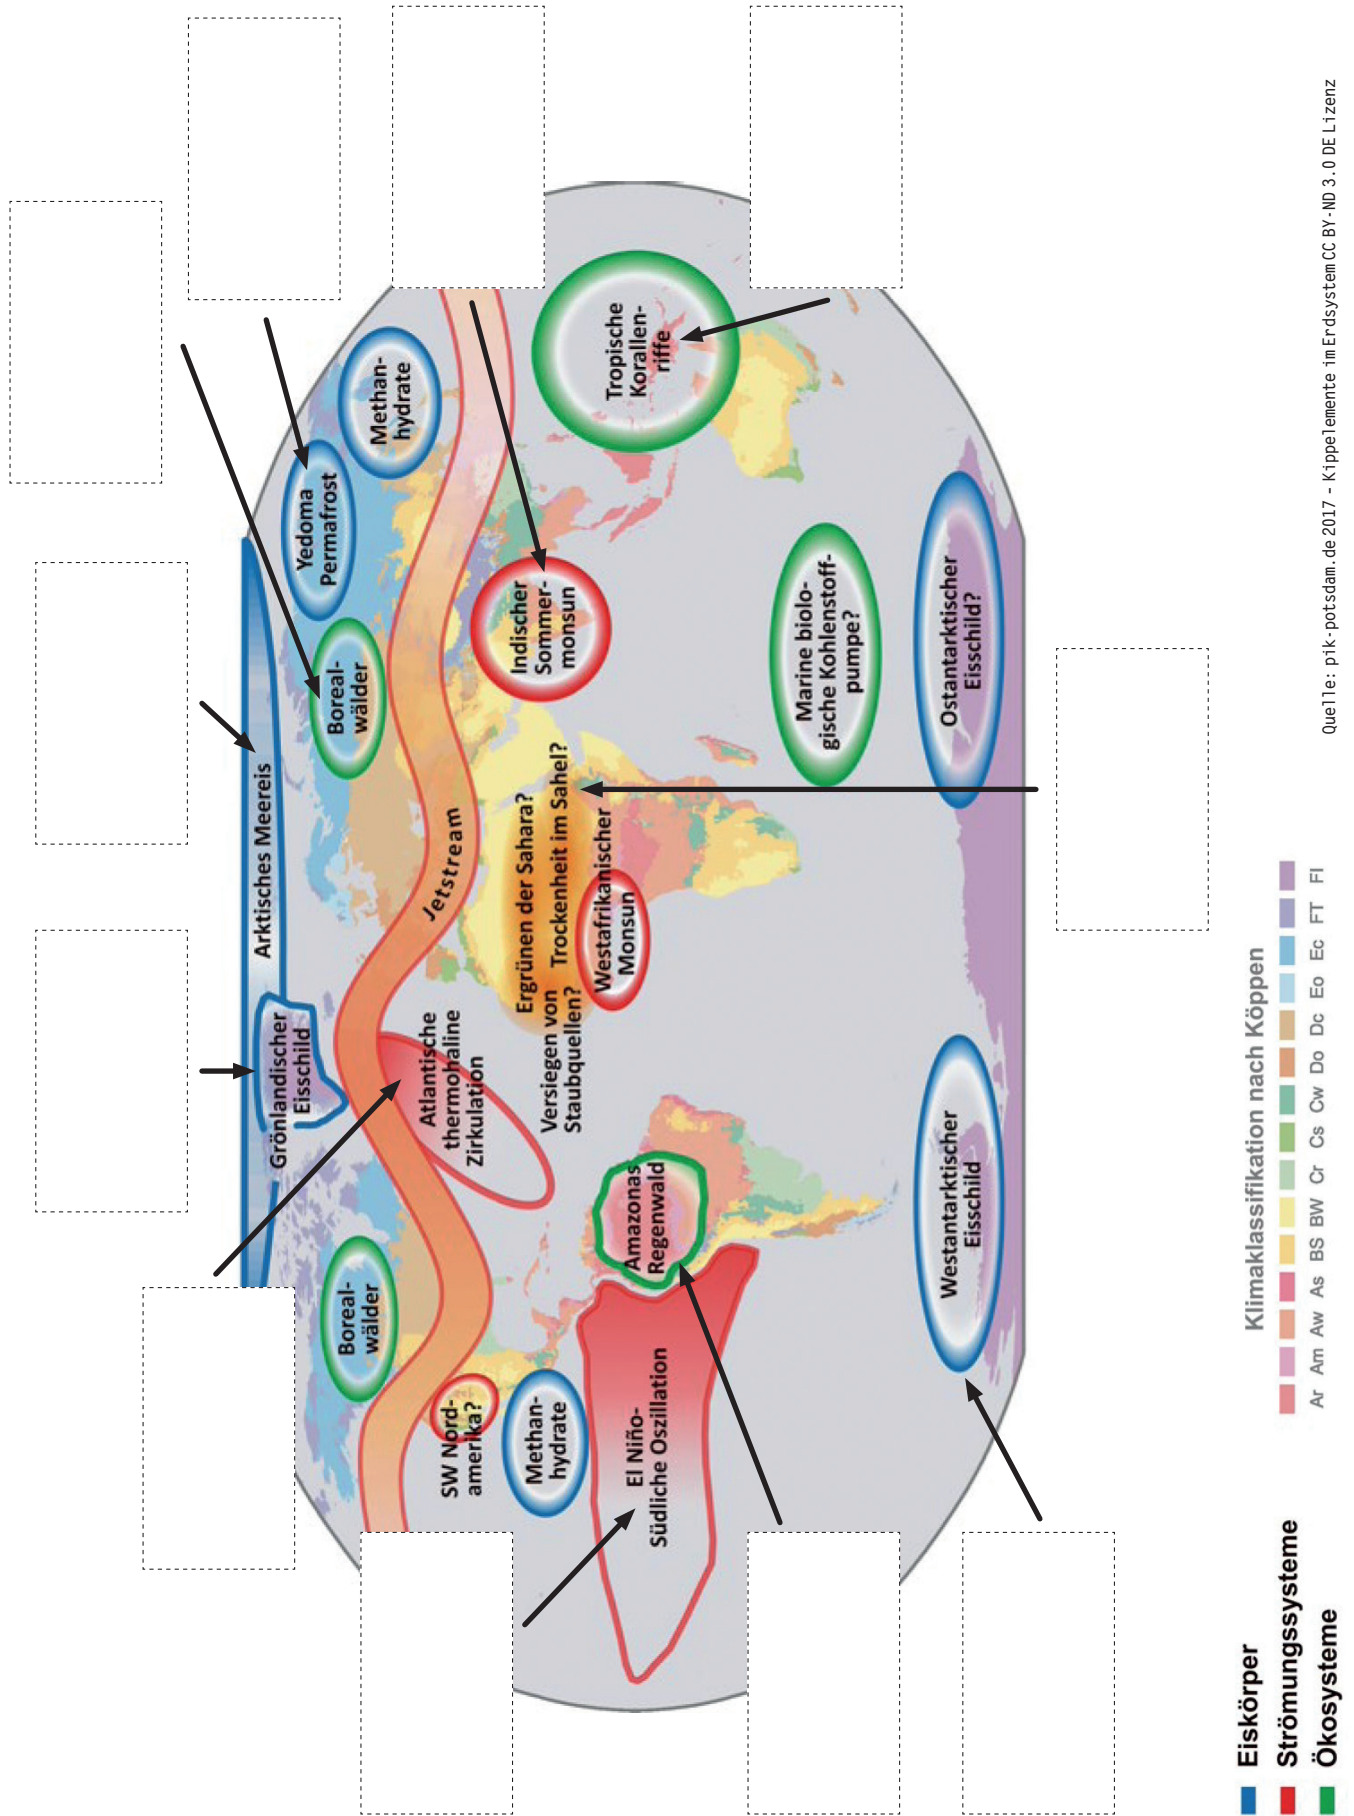 Arktisches Meereis
Grönlandischer
Eisschild
Yedoma
Permafrost
Methan-
hydrate
Boreal-
wälder
Boreal-
wälder
Jetstream
Atlantische
thermohaline
Zirkulation
SW Nord-
amerika?
Methan-
hydrate
El Niño-
Südliche Oszillation
Amazonas
Regenwald
Ergrünen der Sahara?
Trockenheit im Sahel?
Versiegen von
Staubquellen?
Westafrikanischer
Monsun
Indischer
Sommer-
monsun
Tropische
Korallen-
riffe
Marine biolo-
gische Kohlenstoff-
pumpe?
Westantarktischer
Eisschild
Ostantarktischer
Eisschild?
Eiskörper
Strömungssysteme
Ökosysteme
Klimaklassifikation nach Köppen
Ar Am Aw As BS BW Cr Cs Cw Do Dc Eo Ec FT FI
Quelle: pik-potsdam.de 2017 - Kippelemente im Erdsystem CC BY-ND 3.0 DE Lizenz